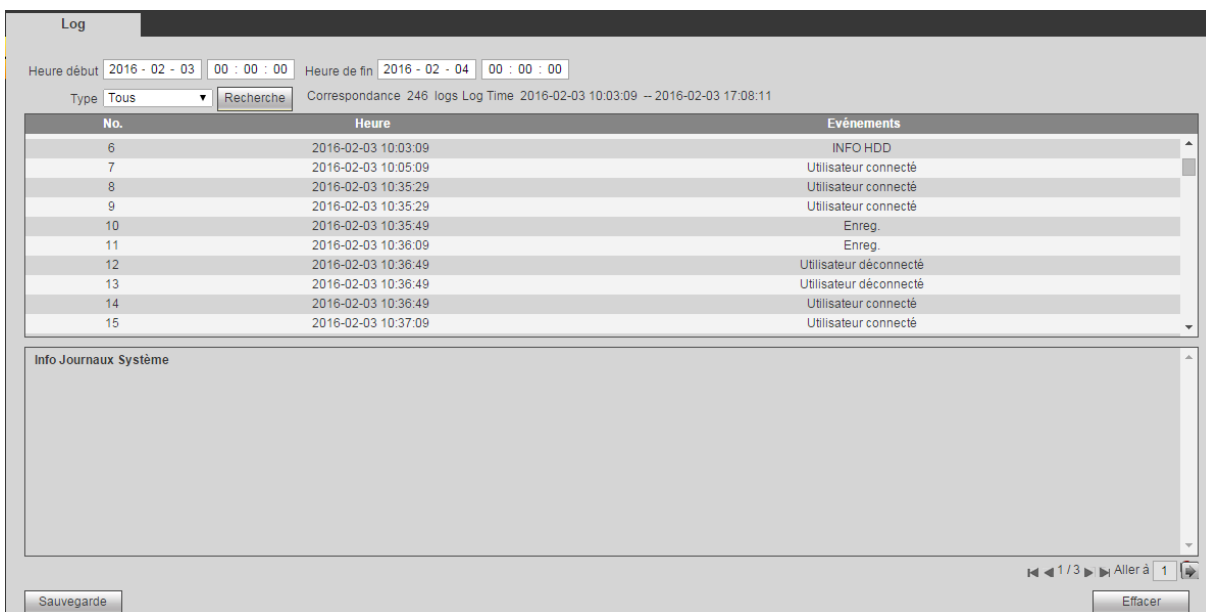 Log
Heure début 2016 - 02 - 03 00 : 00 : 00 Heure de fin 2016 - 02 - 04 00 : 00 : 00
Type Tous Recherche Correspondance 246 logs Log Time 2016-02-03 10:03:09 -- 2016-02-03 17:08:11
No. Heure Evénements
6 2016-02-03 10:03:09 INFO HDD
7 2016-02-03 10:05:09 Utilisateur connecté
8 2016-02-03 10:35:29 Utilisateur connecté
9 2016-02-03 10:35:29 Utilisateur connecté
10 2016-02-03 10:35:49 Enreg.
11 2016-02-03 10:36:09 Enreg.
12 2016-02-03 10:36:49 Utilisateur déconnecté
13 2016-02-03 10:36:49 Utilisateur déconnecté
14 2016-02-03 10:36:49 Utilisateur connecté
15 2016-02-03 10:37:09 Utilisateur connecté
Info Journaux Système
1 / 3 Aller à 1
Sauvegarde Effacer